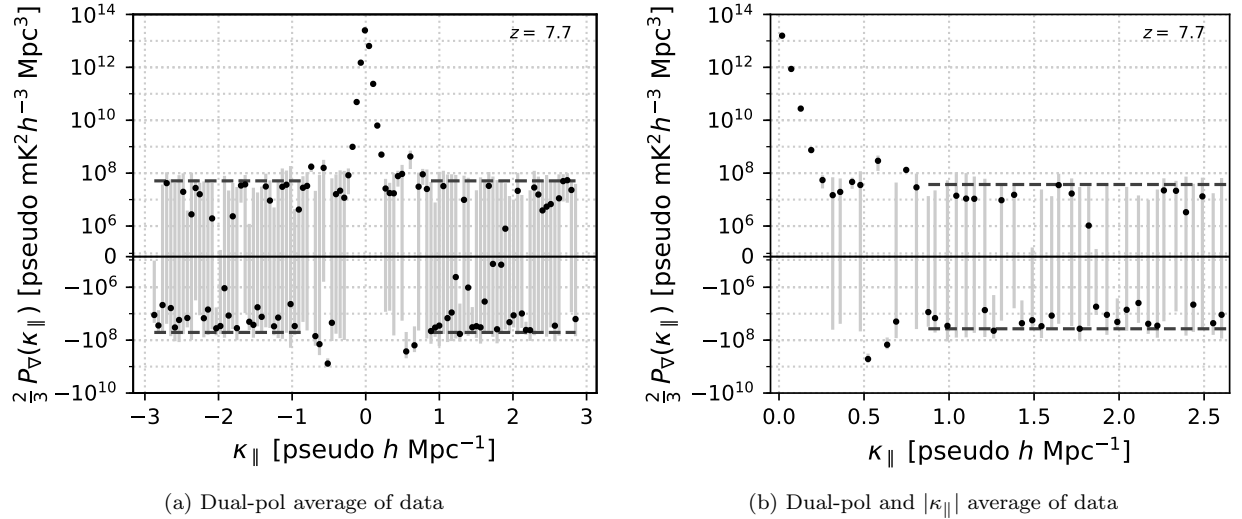 10^14
10^12
10^10
10^8
10^6
0
−10^6
−10^8
−10^10
2/3 P_∇(κ_∥) [pseudo mK^2 h^−3 Mpc^3]
z = 7.7
−3 −2 −1 0 1 2 3
κ_∥ [pseudo h Mpc^−1]
(a) Dual-pol average of data
10^14
10^12
10^10
10^8
10^6
0
−10^6
−10^8
−10^10
2/3 P_∇(κ_∥) [pseudo mK^2 h^−3 Mpc^3]
z = 7.7
0.0 0.5 1.0 1.5 2.0 2.5
κ_∥ [pseudo h Mpc^−1]
(b) Dual-pol and |κ_∥| average of data